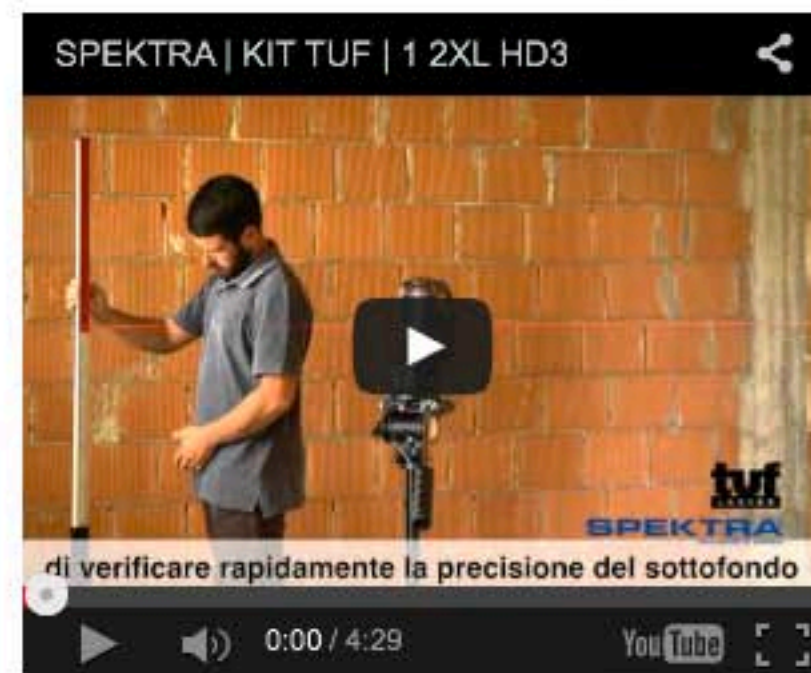 SPEKTRA | KIT TUF | 1 2XL HD3
tuf
SPEKTRA
di verificare rapidamente la precisione del sottofondo
0:00 / 4:29
YouTube